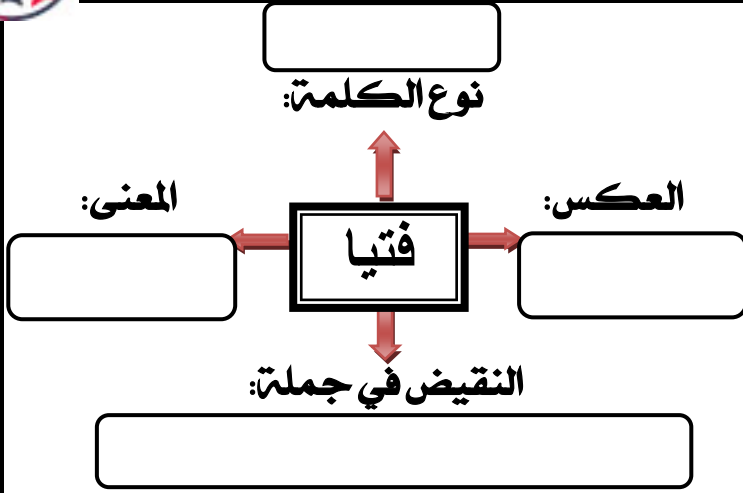 نوع الكلمة:
العكس:
المعنى:
فتيا
النقيض في جملة: